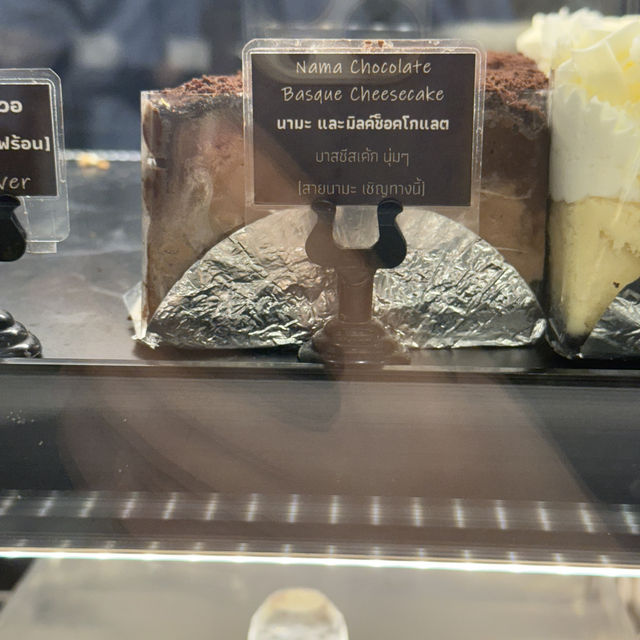 Nama Chocolate
Basque Cheesecake
นามะ และมิลค์ช็อคโกแลต
บาสซีสเค้ก นุ่มๆ
[สายนามะ เชิญทางนี้]